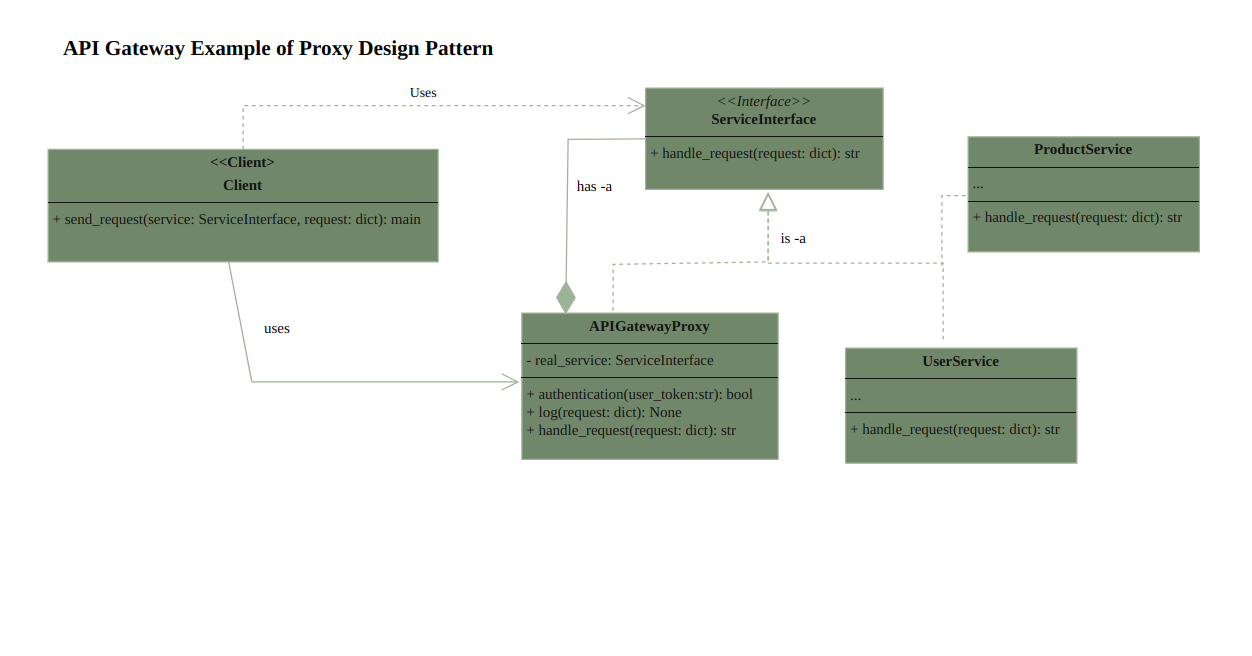 API Gateway Example of Proxy Design Pattern
Uses
<<Interface>>
ServiceInterface
+ handle_request(request: dict): str
<<Client>
Client
+ send_request(service: ServiceInterface, request: dict): main
has -a
ProductService
...
+ handle_request(request: dict): str
is -a
uses
APIGatewayProxy
- real_service: ServiceInterface
+ authentication(user_token:str): bool
+ log(request: dict): None
+ handle_request(request: dict): str
UserService
...
+ handle_request(request: dict): str